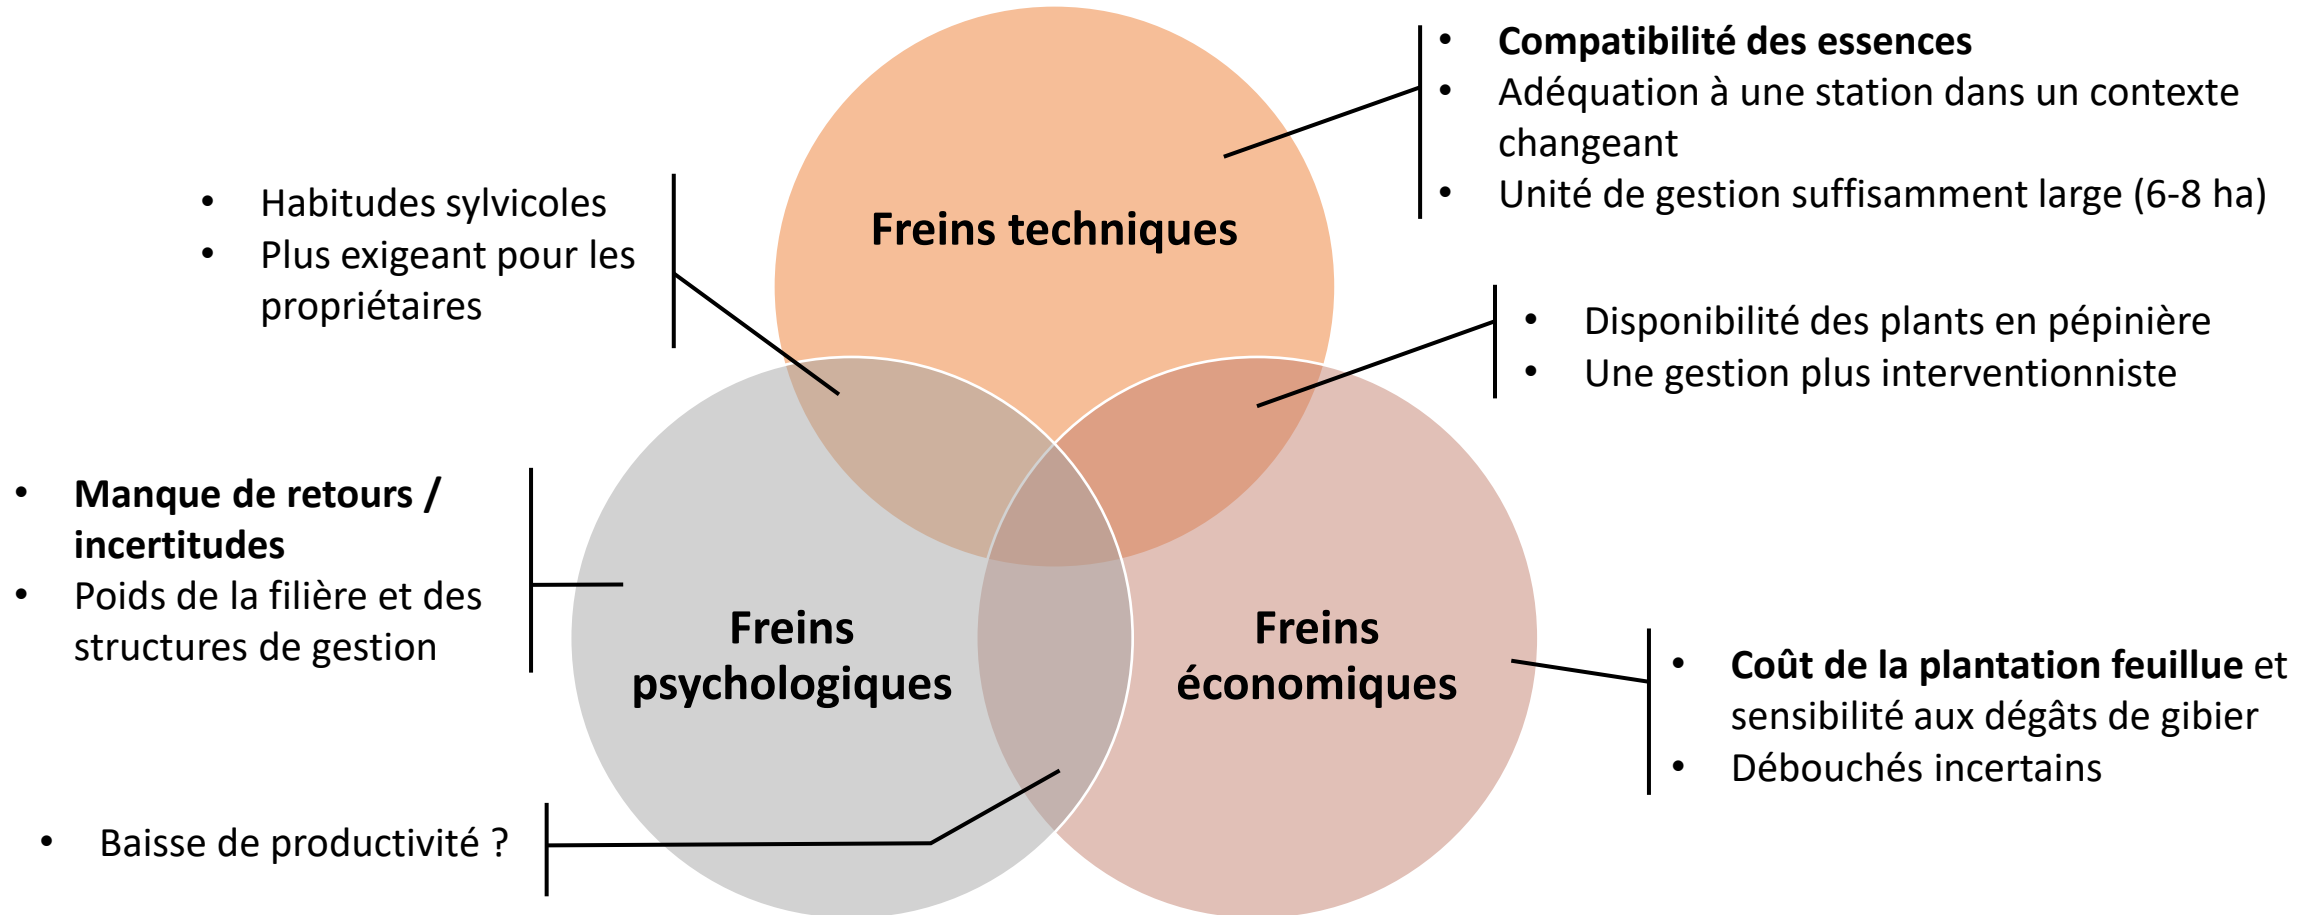 • Compatibilité des essences
• Adéquation à une station dans un contexte
changeant
• Unité de gestion suffisamment large (6-8 ha)
• Habitudes sylvicoles
• Plus exigeant pour les
propriétaires
Freins techniques
• Disponibilité des plants en pépinière
• Une gestion plus interventionniste
• Manque de retours /
incertitudes
• Poids de la filière et des
structures de gestion
Freins
psychologiques
Freins
économiques
• Coût de la plantation feuillue et
sensibilité aux dégâts de gibier
• Débouchés incertains
• Baisse de productivité ?